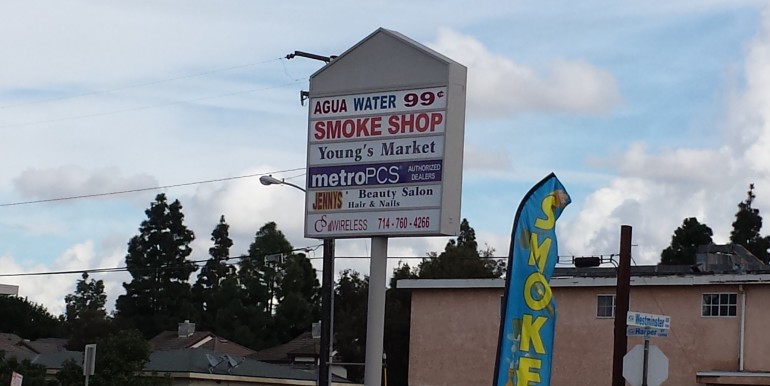 AGUA WATER 99¢
SMOKE SHOP
Young's Market
metroPCS AUTHORIZED DEALERS
JENNYS' Beauty Salon
Hair & Nails
WIRELESS 714-760-4266
SMOKE
Westminster
Harper